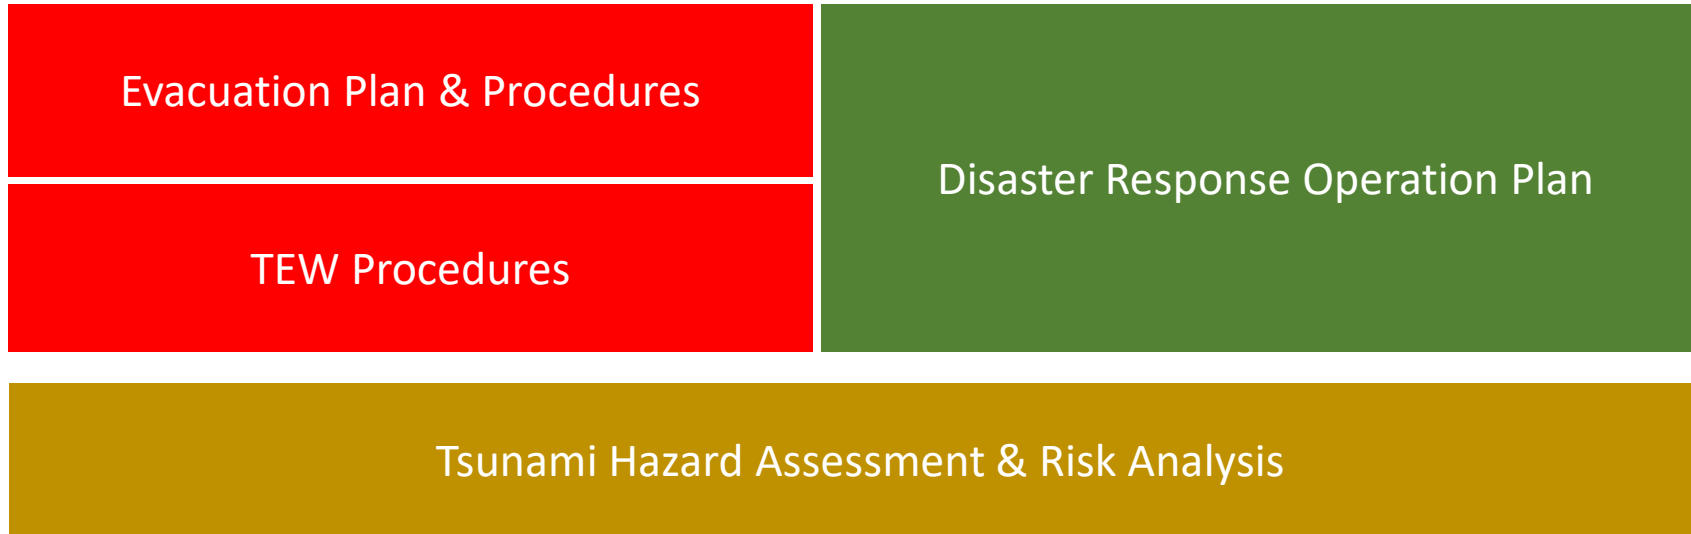 Evacuation Plan & Procedures
TEW Procedures
Disaster Response Operation Plan
Tsunami Hazard Assessment & Risk Analysis